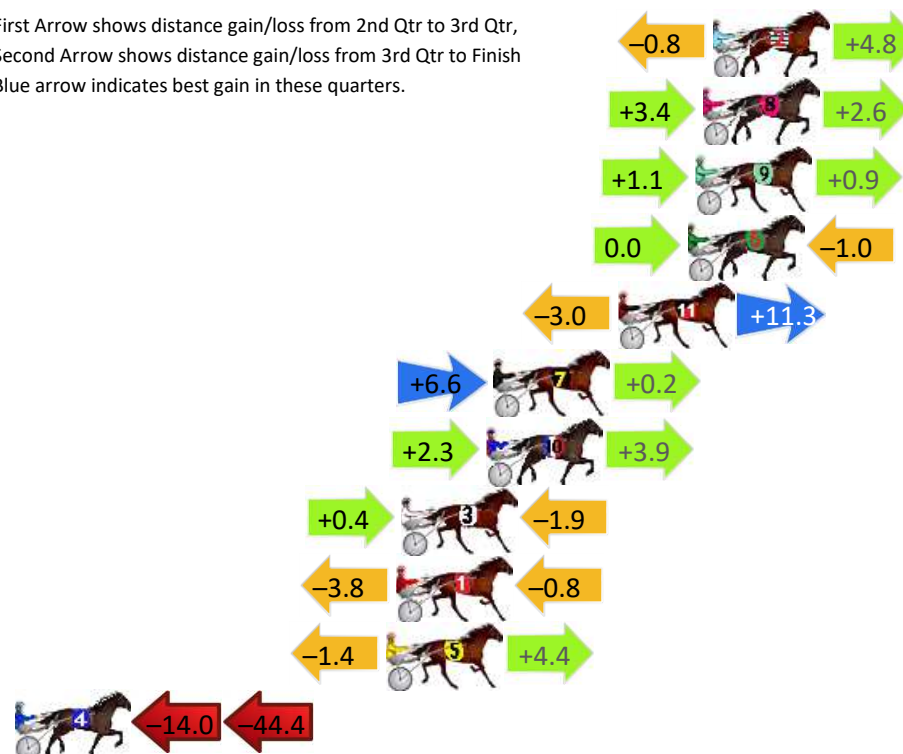 First Arrow shows distance gain/loss from 2nd Qtr to 3rd Qtr,
Second Arrow shows distance gain/loss from 3rd Qtr to Finish
Blue arrow indicates best gain in these quarters.
–0.8 2 +4.8
+3.4 8 +2.6
+1.1 9 +0.9
0.0 6 –1.0
–3.0 11 +11.3
+6.6 7 +0.2
+2.3 10 +3.9
+0.4 3 –1.9
–3.8 1 –0.8
–1.4 5 +4.4
4 –14.0 –44.4